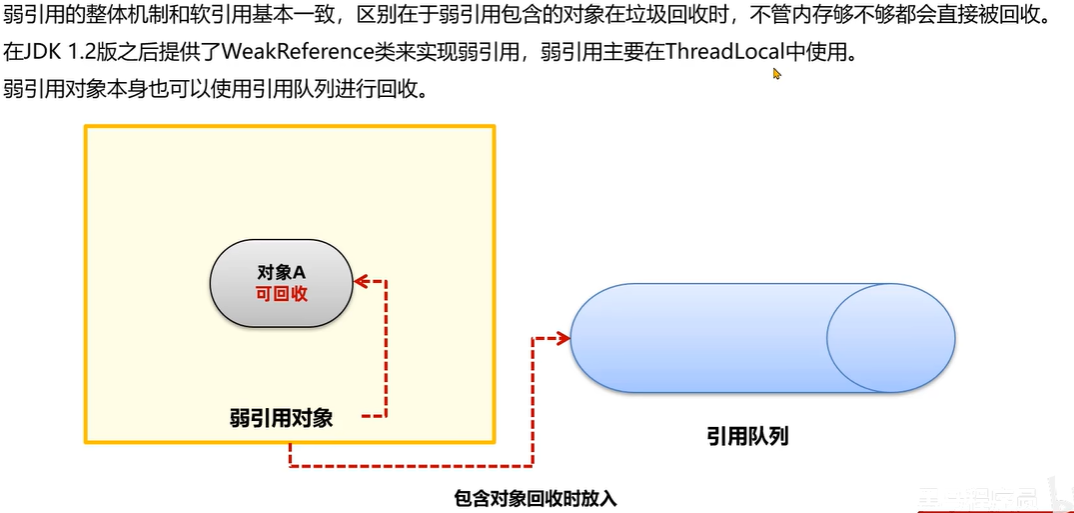 弱引用的整体机制和软引用基本一致，区别在于弱引用包含的对象在垃圾回收时，不管内存够不够都会直接被回收。
在JDK 1.2版之后提供了WeakReference类来实现弱引用，弱引用主要在ThreadLocal中使用。
弱引用对象本身也可以使用引用队列进行回收。
对象A
可回收
弱引用对象
引用队列
包含对象回收时放入